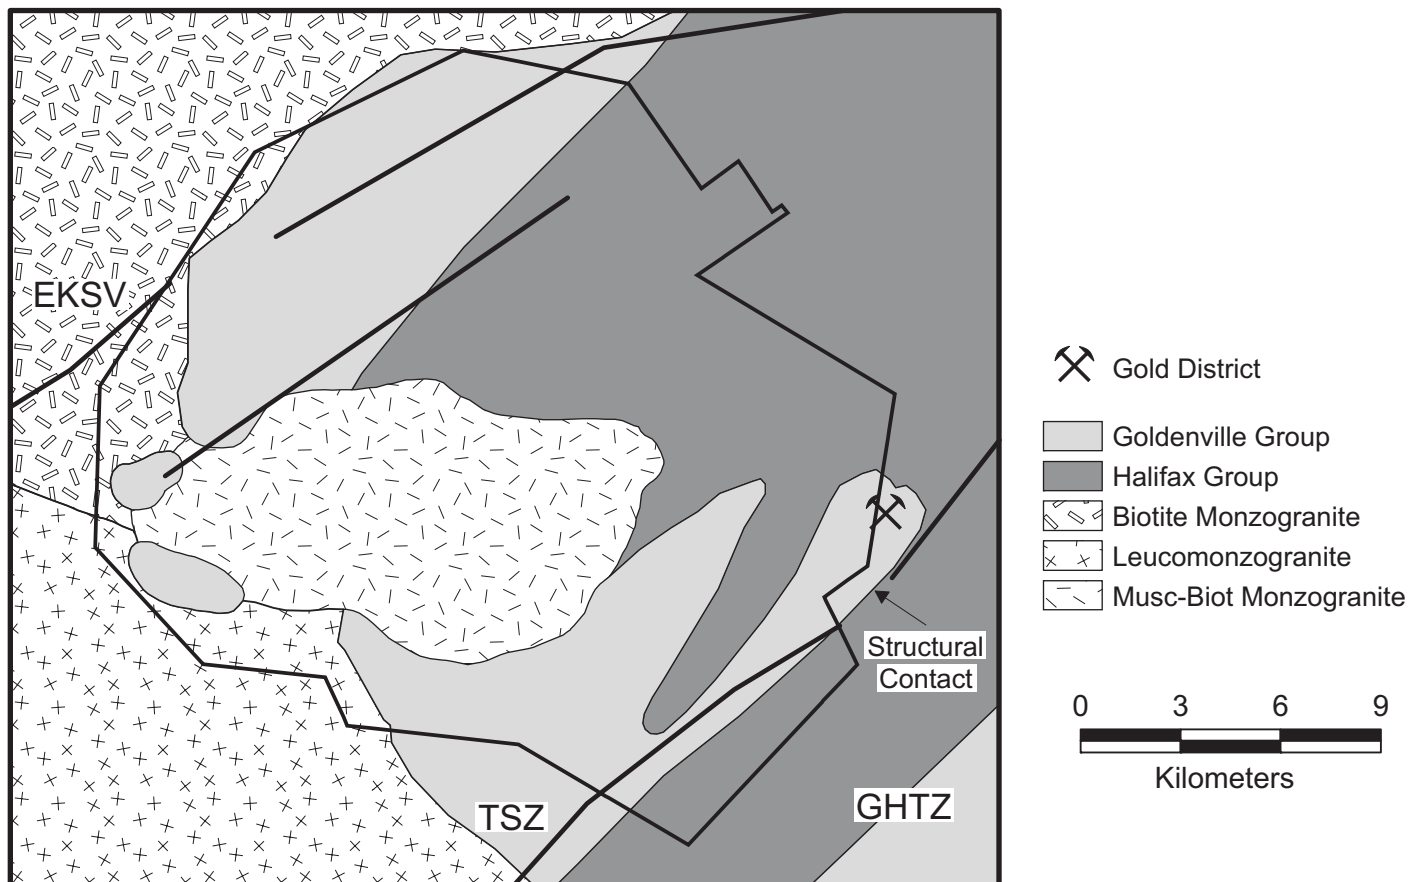 EKSV
TSZ
GHTZ
Structural
Contact
Gold District
Goldenville Group
Halifax Group
Biotite Monzogranite
Leucomonzogranite
Musc-Biot Monzogranite
0 3 6 9
Kilometers